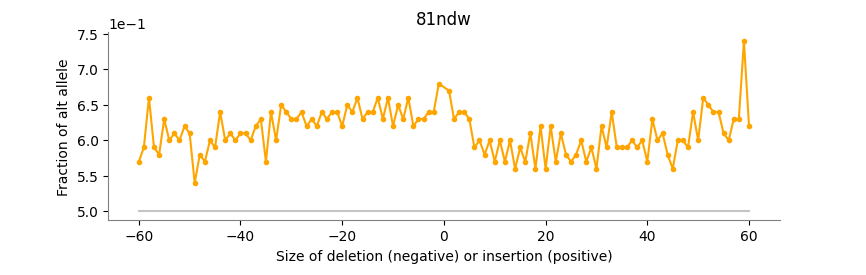 81ndw
1e−1
7.5
7.0
6.5
6.0
5.5
5.0
Fraction of alt allele
−60 −40 −20 0 20 40 60
Size of deletion (negative) or insertion (positive)